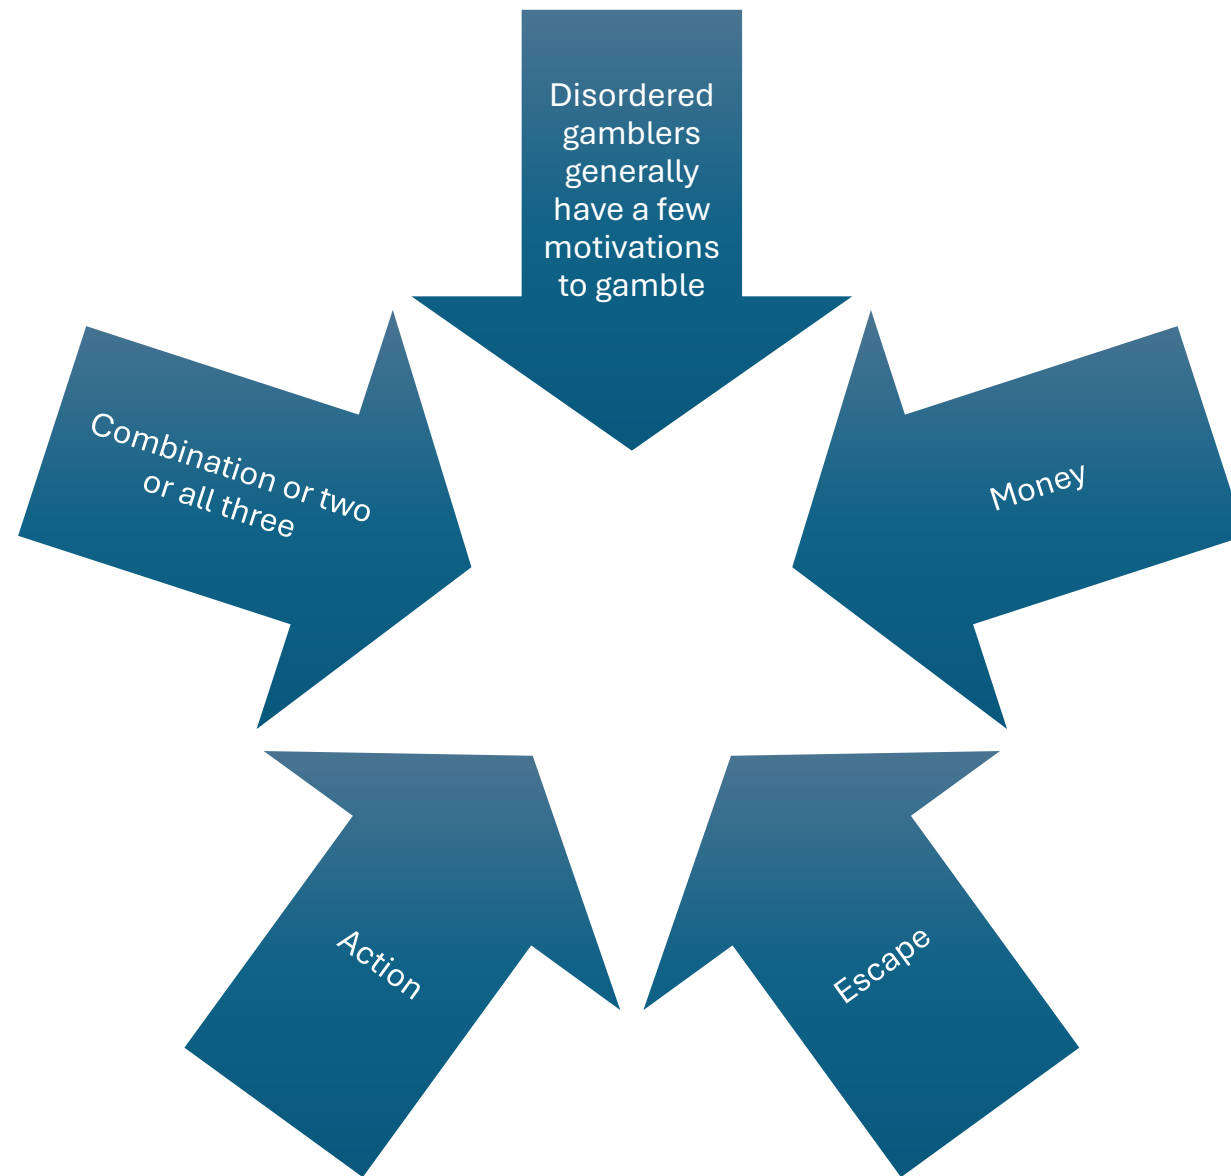 Disordered
gamblers
generally
have a few
motivations
to gamble
Money
Escape
Action
Combination or two
or all three